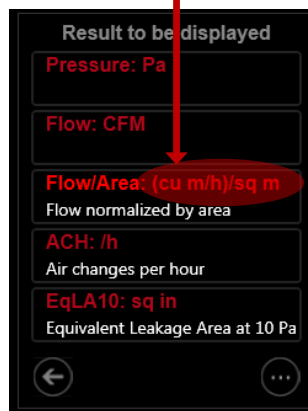 Result to be displayed
Pressure: Pa
Flow: CFM
Flow/Area: (cu m/h)/sq m
Flow normalized by area
ACH: /h
Air changes per hour
EqLA10: sq in
Equivalent Leakage Area at 10 Pa